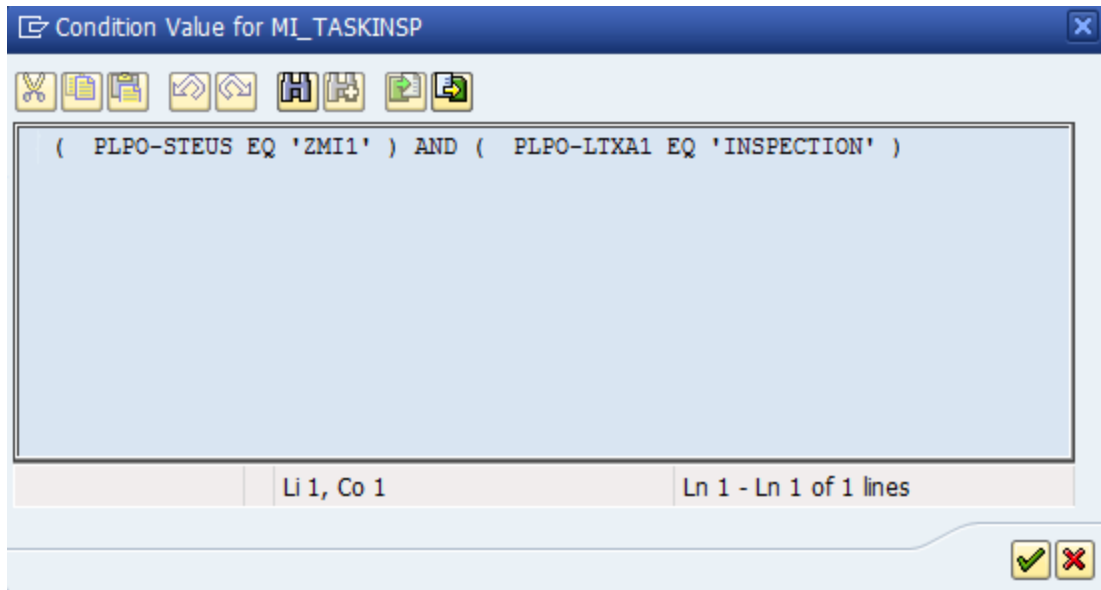 Condition Value for MI_TASKINSP
( PLPO-STEUS EQ 'ZMI1' ) AND ( PLPO-LTXA1 EQ 'INSPECTION' )
Li 1, Co 1
Ln 1 - Ln 1 of 1 lines